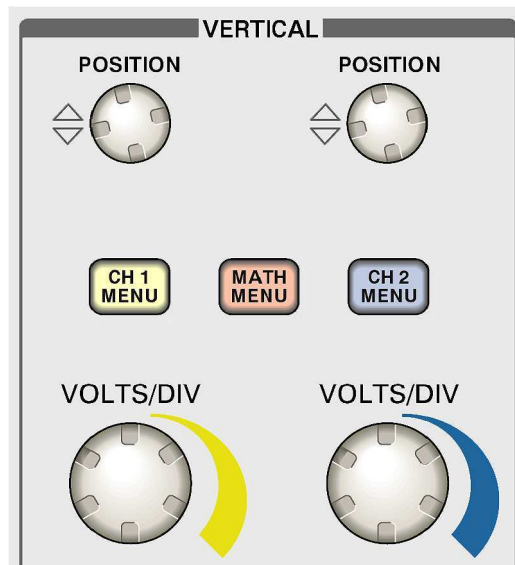 VERTICAL
POSITION POSITION
CH 1
MENU
MATH
MENU
CH 2
MENU
VOLTS/DIV VOLTS/DIV